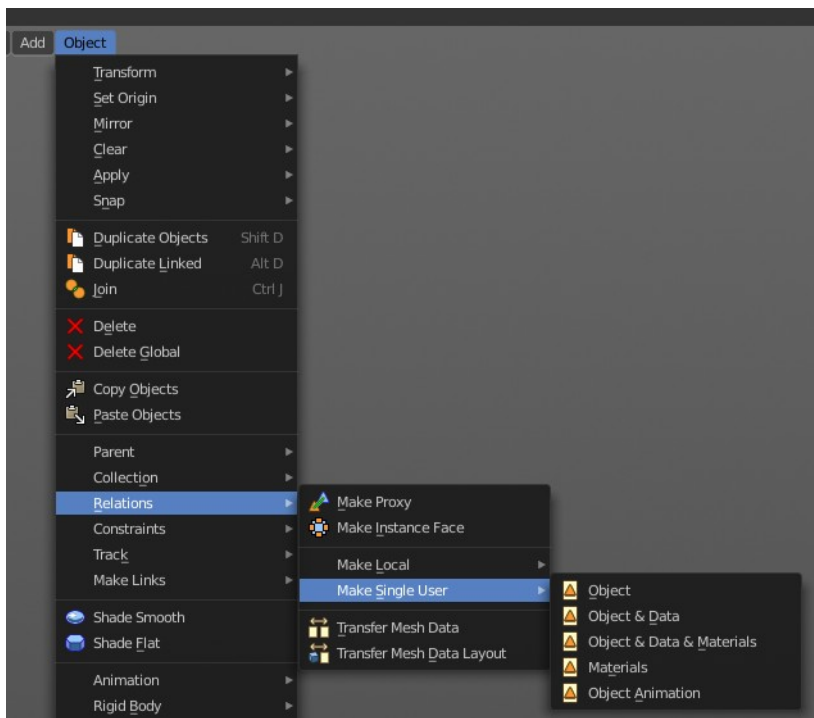 Add Object
Transform
Set Origin
Mirror
Clear
Apply
Snap
Duplicate Objects Shift D
Duplicate Linked Alt D
Join Ctrl J
Delete
Delete Global
Copy Objects
Paste Objects
Parent
Collection
Relations
Constraints
Track
Make Links
Shade Smooth
Shade Flat
Animation
Rigid Body
Make Proxy
Make Instance Face
Make Local
Make Single User
Transfer Mesh Data
Transfer Mesh Data Layout
Object
Object & Data
Object & Data & Materials
Materials
Object Animation